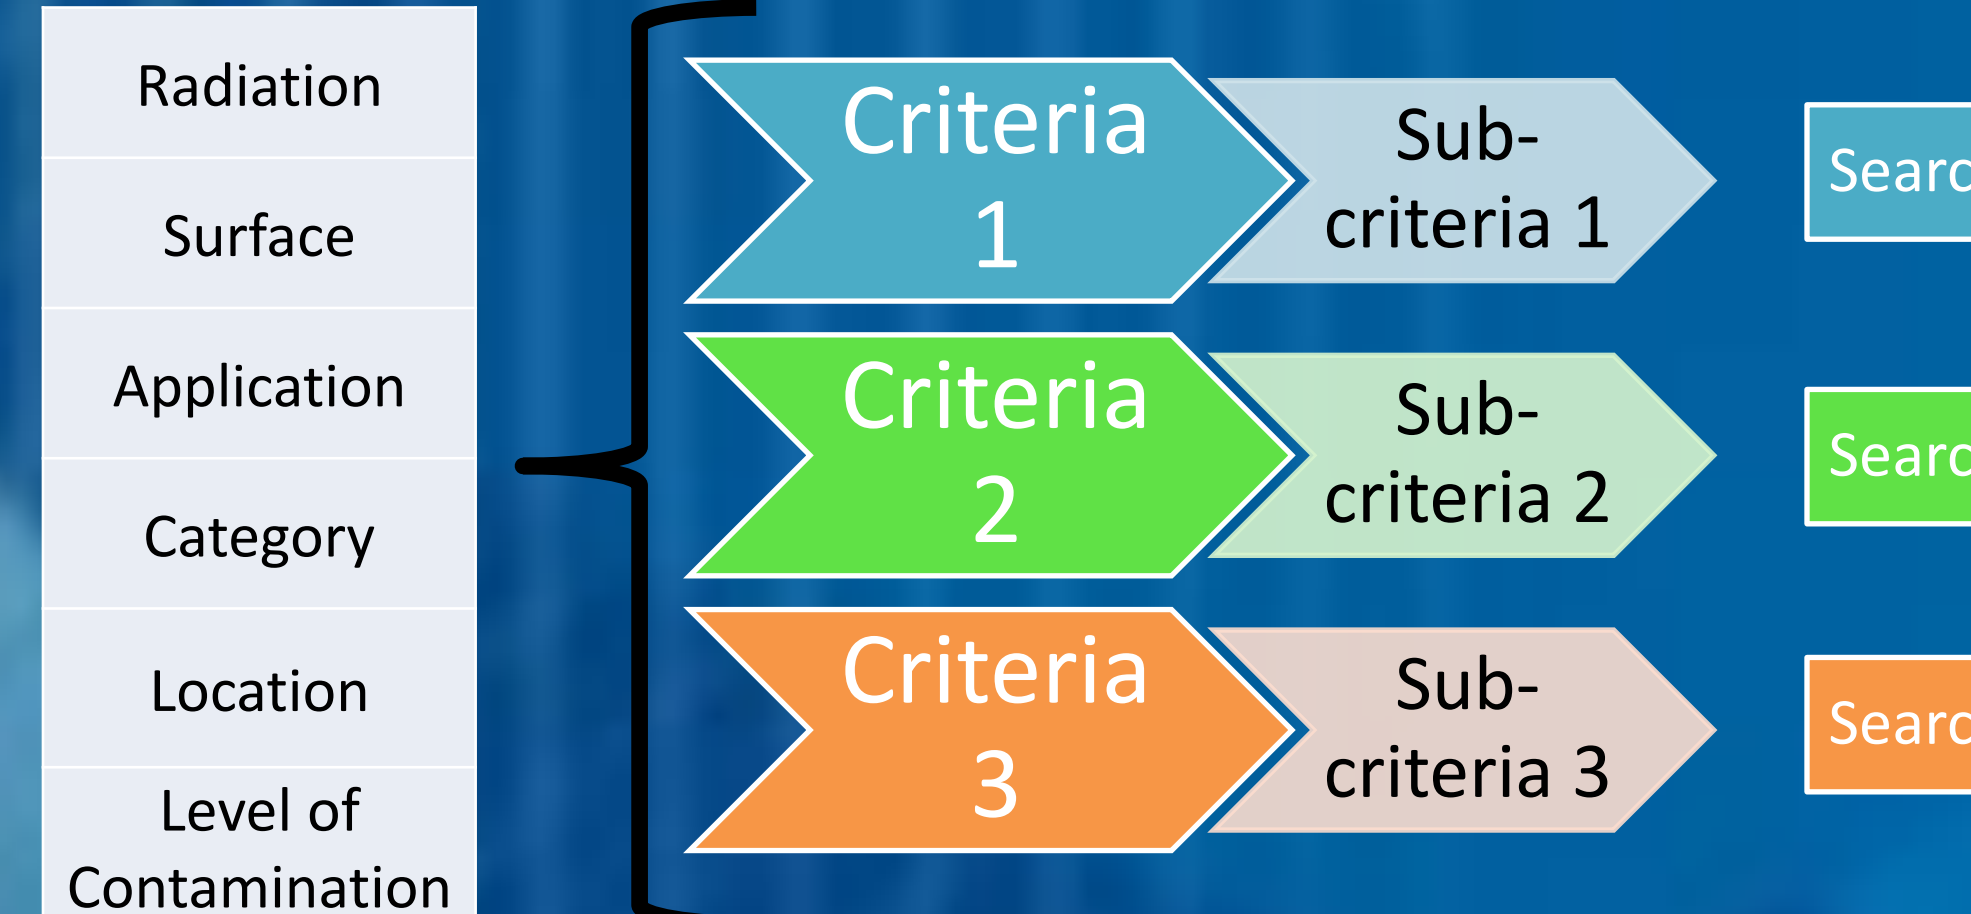 Radiation
Surface
Application
Category
Location
Level of
Contamination
Criteria
1
Sub-
criteria 1
Criteria
2
Sub-
criteria 2
Criteria
3
Sub-
criteria 3